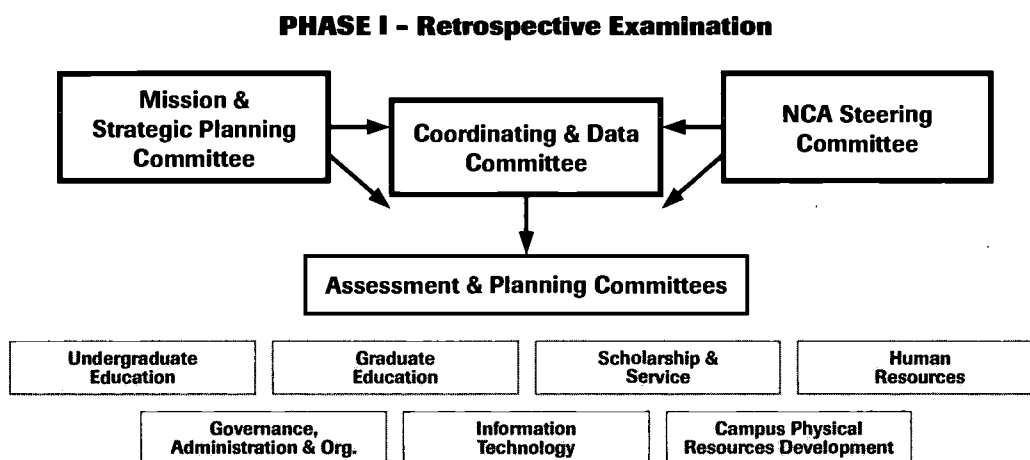 PHASE I – Retrospective Examination
Mission &
Strategic Planning
Committee
Coordinating & Data
Committee
NCA Steering
Committee
Assessment & Planning Committees
Undergraduate
Education
Graduate
Education
Scholarship &
Service
Human
Resources
Governance,
Administration & Org.
Information
Technology
Campus Physical
Resources Development